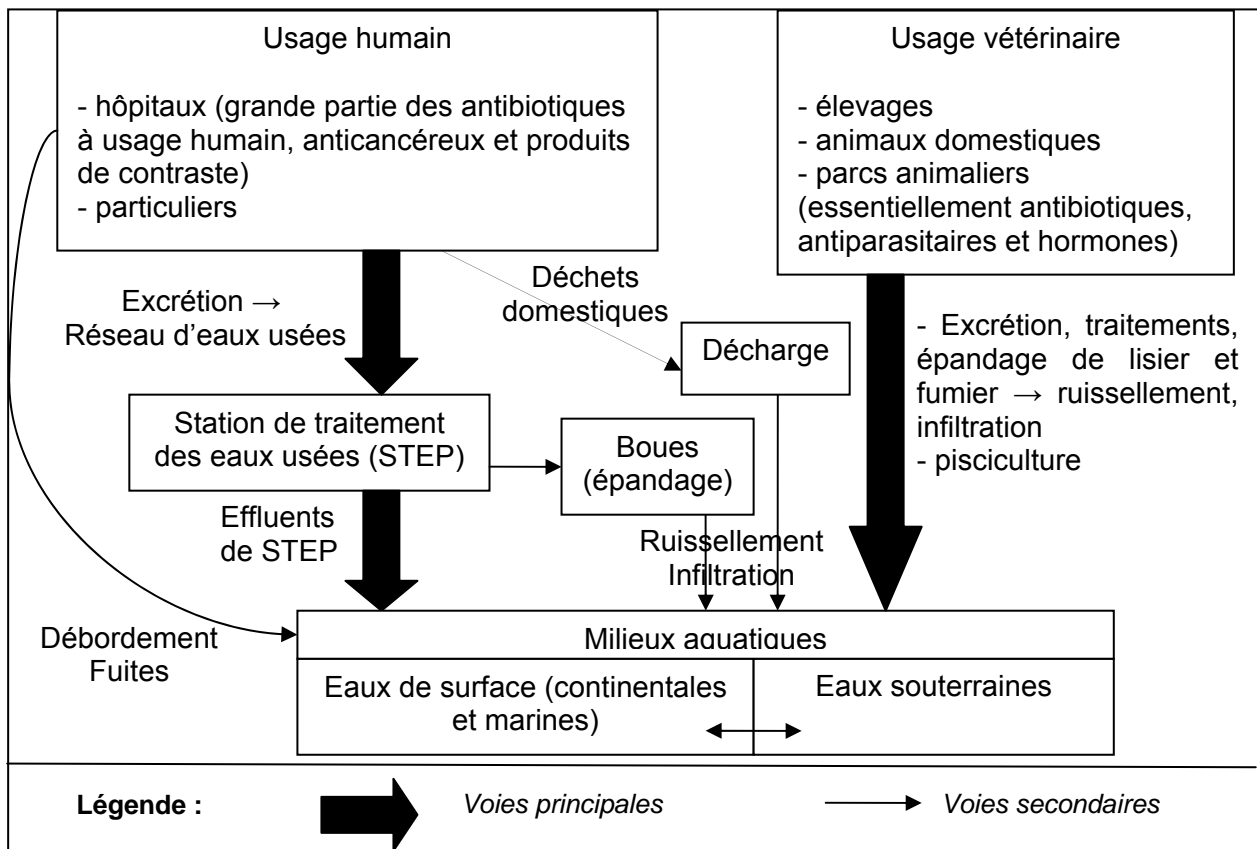 Usage humain
- hôpitaux (grande partie des antibiotiques
à usage humain, anticancéreux et produits
de contraste)
- particuliers
Usage vétérinaire
- élevages
- animaux domestiques
- parcs animaliers
(essentiellement antibiotiques,
antiparasitaires et hormones)
Excrétion →
Réseau d'eaux usées
Déchets
domestiques
Décharge
- Excrétion, traitements,
épandage de lisier et
fumier → ruissellement,
infiltration
- pisciculture
Station de traitement
des eaux usées (STEP)
Boues
(épandage)
Effluents
de STEP
Ruissellement
Infiltration
Débordement
Fuites
Milieux aquatiques
Eaux de surface (continentales
et marines)
Eaux souterraines
Légende :
Voies principales
Voies secondaires